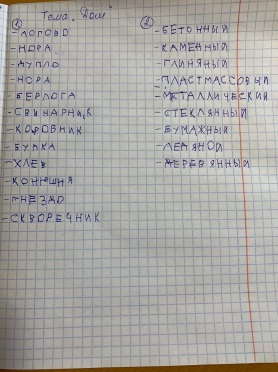 Тема „Дом"
①
-ЛОГОВО
-НОРА
-ДУПЛО
-НОРА
-БЕРЛОГА
-СВИНАРНИК
-КОРОВНИК
-БУДКА
-ХЛЕВ
-КОНЮШНЯ
-ГНЕЗДО
-СКВОРЕЧНИК
②
-БЕТОННЫЙ
-КАМЕННЫЙ
-ГЛИНЯНЫЙ
-ПЛАСТМАССОВЫЙ
-МЕТАЛЛИЧЕСКИЙ
-СТЕКЛЯННЫЙ
-БУМАЖНЫЙ
-ЛЕДЯНОЙ
-ДЕРЕВЯННЫЙ